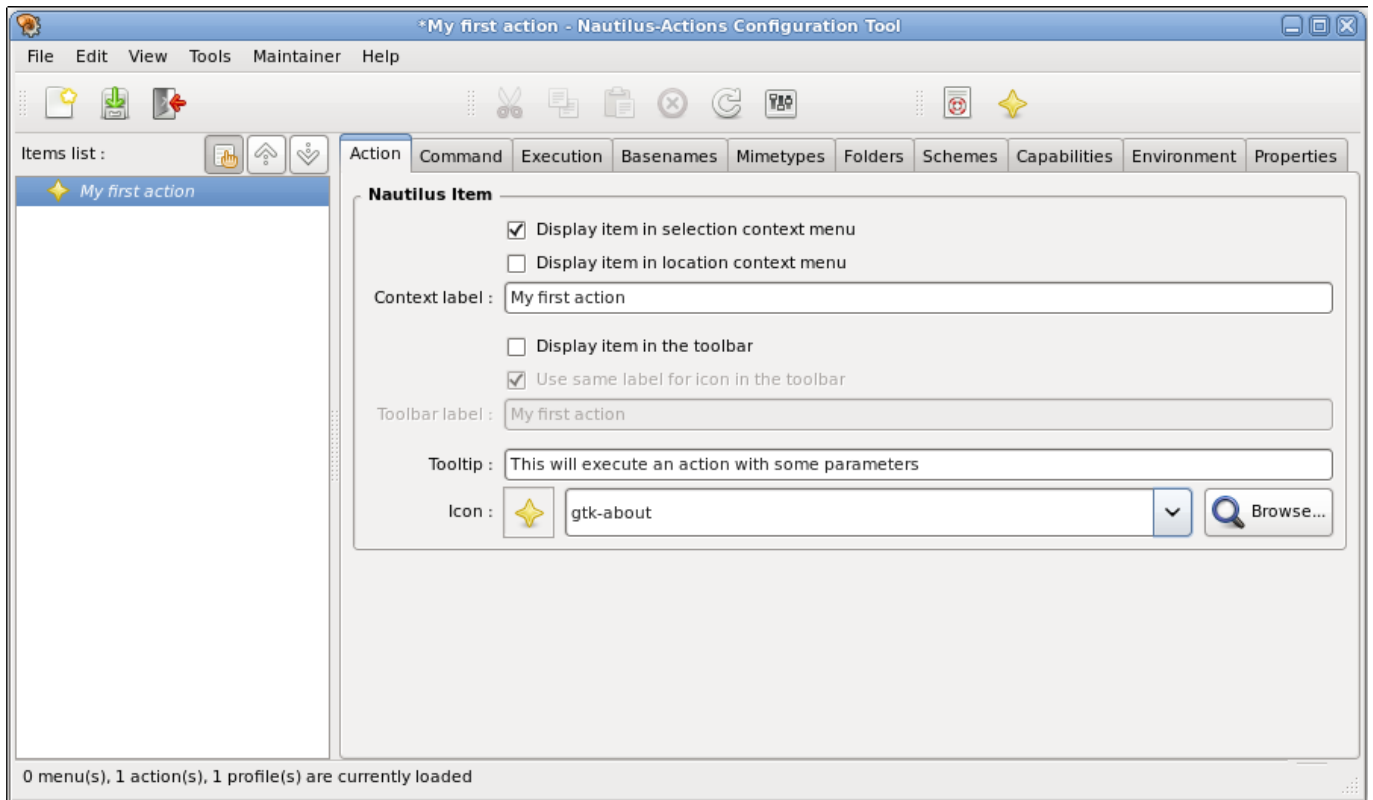 *My first action - Nautilus-Actions Configuration Tool
File Edit View Tools Maintainer Help
Items list :
My first action
Action Command Execution Basenames Mimetypes Folders Schemes Capabilities Environment Properties
Nautilus Item
Display item in selection context menu
Display item in location context menu
Context label : My first action
Display item in the toolbar
Use same label for icon in the toolbar
Toolbar label : My first action
Tooltip : This will execute an action with some parameters
Icon : gtk-about Browse...
0 menu(s), 1 action(s), 1 profile(s) are currently loaded